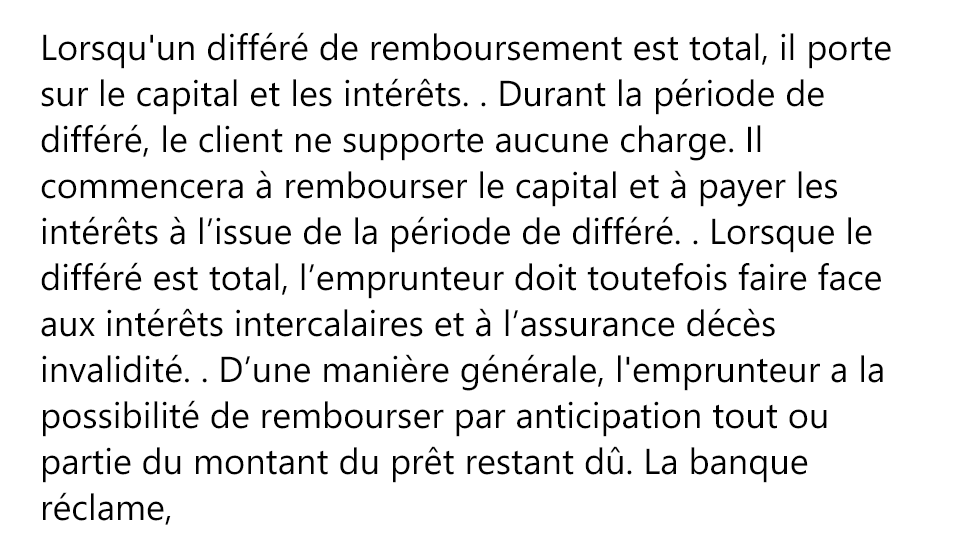 Lorsqu'un différé de remboursement est total, il porte
sur le capital et les intérêts. . Durant la période de
différé, le client ne supporte aucune charge. Il
commencera à rembourser le capital et à payer les
intérêts à l’issue de la période de différé. . Lorsque le
différé est total, l’emprunteur doit toutefois faire face
aux intérêts intercalaires et à l’assurance décès
invalidité. . D’une manière générale, l'emprunteur a la
possibilité de rembourser par anticipation tout ou
partie du montant du prêt restant dû. La banque
réclame,